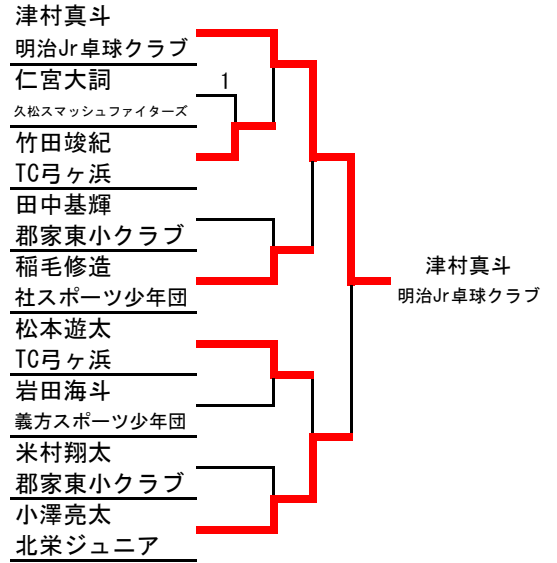 津村真斗
明治Jr卓球クラブ
仁宮大詞
1
久松スマッシュファイターズ
竹田竣紀
TC弓ヶ浜
田中基輝
郡家東小クラブ
稲毛修造
社スポーツ少年団
松本遊太
TC弓ヶ浜
岩田海斗
義方スポーツ少年団
米村翔太
郡家東小クラブ
小澤亮太
北栄ジュニア
津村真斗
明治Jr卓球クラブ